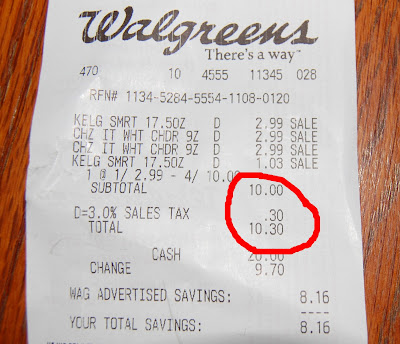 Walgreens
There's a way™
470 10 4555 11345 028
RFN# 1134-5284-5554-1108-0120
KELG SMRT 17.50Z D 2.99 SALE
CHZ IT WHT CHDR 9Z D 2.99 SALE
CHZ IT WHT CHDR 9Z D 2.99 SALE
KELG SMRT 17.50Z D 1.03 SALE
1 @ 1/ 2.99 - 4/ 10.00
SUBTOTAL 10.00
D=3.0% SALES TAX .30
TOTAL 10.30
CASH 20.00
CHANGE 9.70
WAG ADVERTISED SAVINGS: 8.16
YOUR TOTAL SAVINGS: 8.16